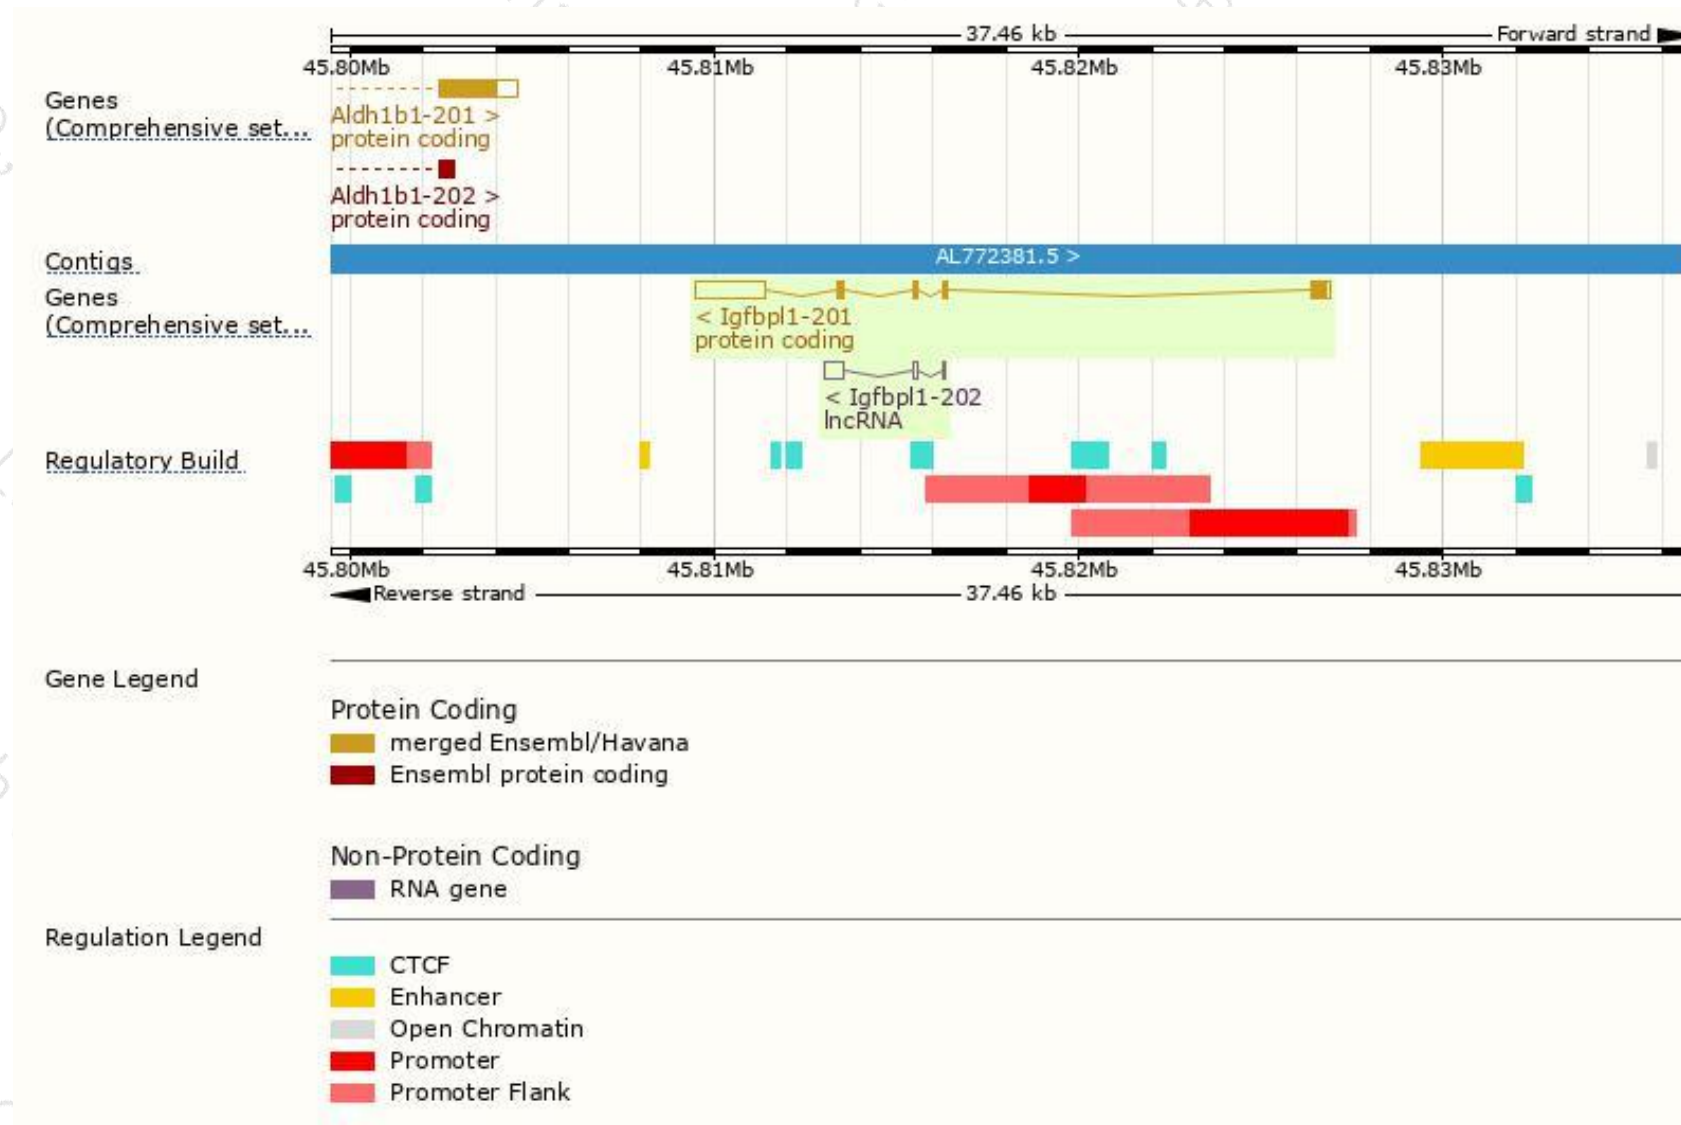 37.46 kb
Forward strand
45.80Mb 45.81Mb 45.82Mb 45.83Mb
Genes
(Comprehensive set...
Aldh1b1-201 >
protein coding
Aldh1b1-202 >
protein coding
Contigs
AL772381.5 >
Genes
(Comprehensive set...
< Igfbpl1-201
protein coding
< Igfbpl1-202
lncRNA
Regulatory Build
45.80Mb 45.81Mb 45.82Mb 45.83Mb
Reverse strand
37.46 kb
Gene Legend
Protein Coding
merged Ensembl/Havana
Ensembl protein coding
Non-Protein Coding
RNA gene
Regulation Legend
CTCF
Enhancer
Open Chromatin
Promoter
Promoter Flank